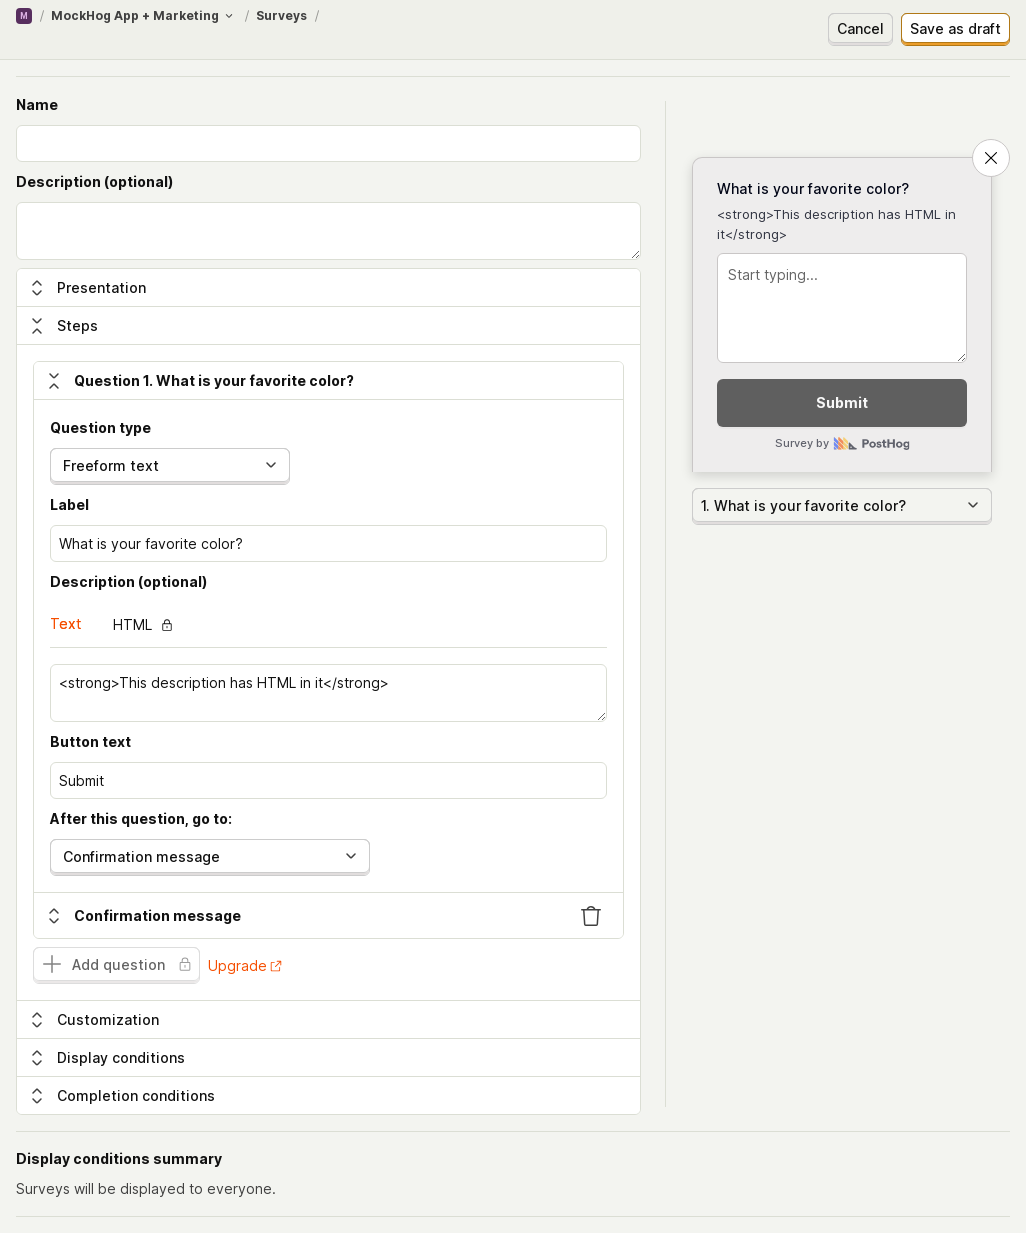 M / MockHog App + Marketing / Surveys /
Cancel
Save as draft
Name
Description (optional)
Presentation
Steps
Question 1. What is your favorite color?
Question type
Freeform text
Label
What is your favorite color?
Description (optional)
Text
HTML
<strong>This description has HTML in it</strong>
Button text
Submit
After this question, go to:
Confirmation message
Confirmation message
Add question
Upgrade
Customization
Display conditions
Completion conditions
What is your favorite color?
<strong>This description has HTML in
it</strong>
Start typing...
Submit
Survey by PostHog
1. What is your favorite color?
Display conditions summary
Surveys will be displayed to everyone.